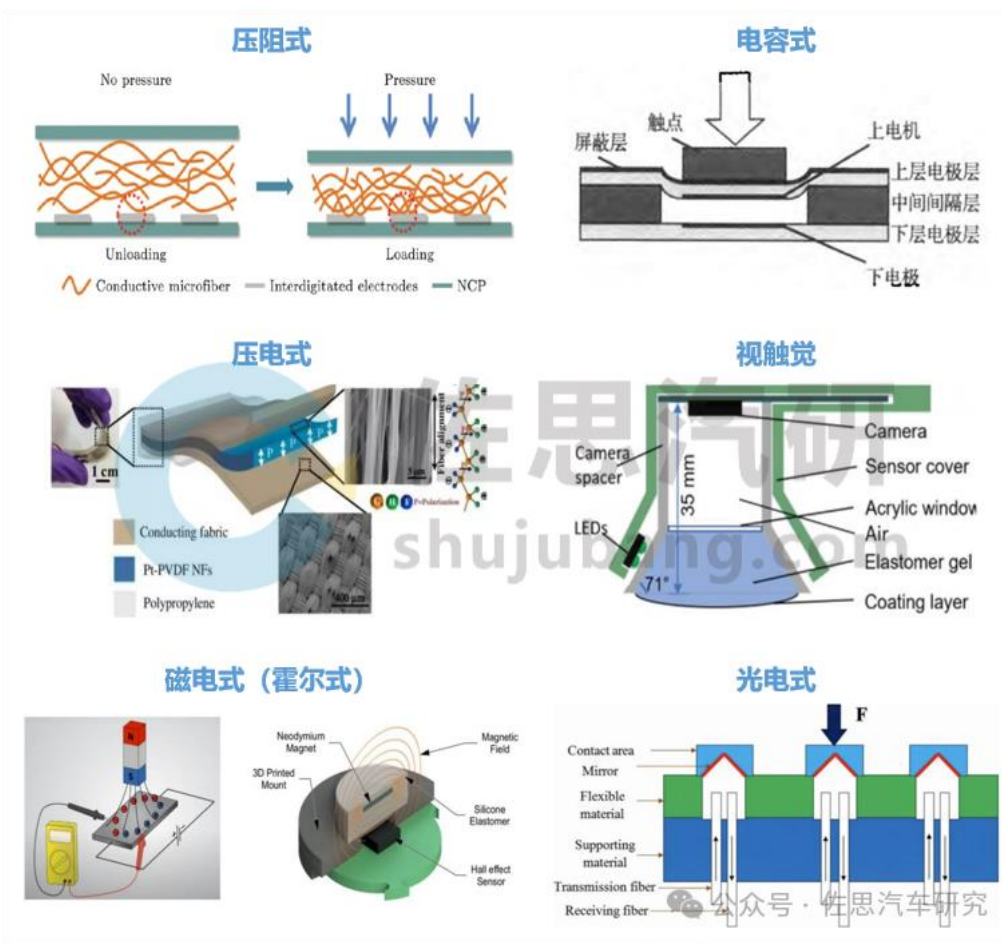 压阻式
No pressure
Pressure
Unloading
Loading
Conductive microfiber
Interdigitated electrodes
NCP
电容式
触点
屏蔽层
上电机
上层电极层
中间间隔层
下层电极层
下电极
压电式
1 cm
P
Fiber alignment
5 μm
C H F P=Polarization
Conducting fabric
Pt-PVDF NFs
Polypropylene
400 μm
视触觉
Camera
spacer
LEDs
35 mm
71°
Camera
Sensor cover
Acrylic window
Air
Elastomer gel
Coating layer
佐思汽研
shujubang.com
磁电式（霍尔式）
N
S
Neodymium
Magnet
3D Printed
Mount
Magnetic
Field
Silicone
Elastomer
Hall effect
Sensor
光电式
F
Contact area
Mirror
Flexible
material
Supporting
material
Transmission fiber
Receiving fiber
公众号·佐思汽车研究